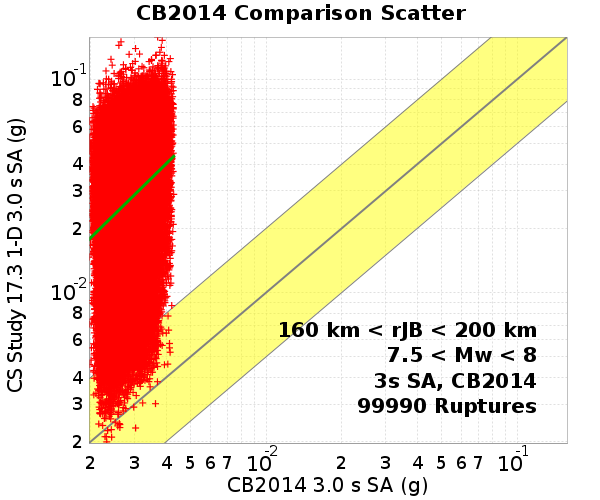 CB2014 Comparison Scatter
CS Study 17.3 1-D 3.0 s SA (g)
10⁻¹
8
6
4
3
2
10⁻²
8
6
4
3
2
160 km < rJB < 200 km
7.5 < Mw < 8
3s SA, CB2014
99990 Ruptures
2 3 4 5 6 7 10⁻² 2 3 4 5 6 7 10⁻¹
CB2014 3.0 s SA (g)